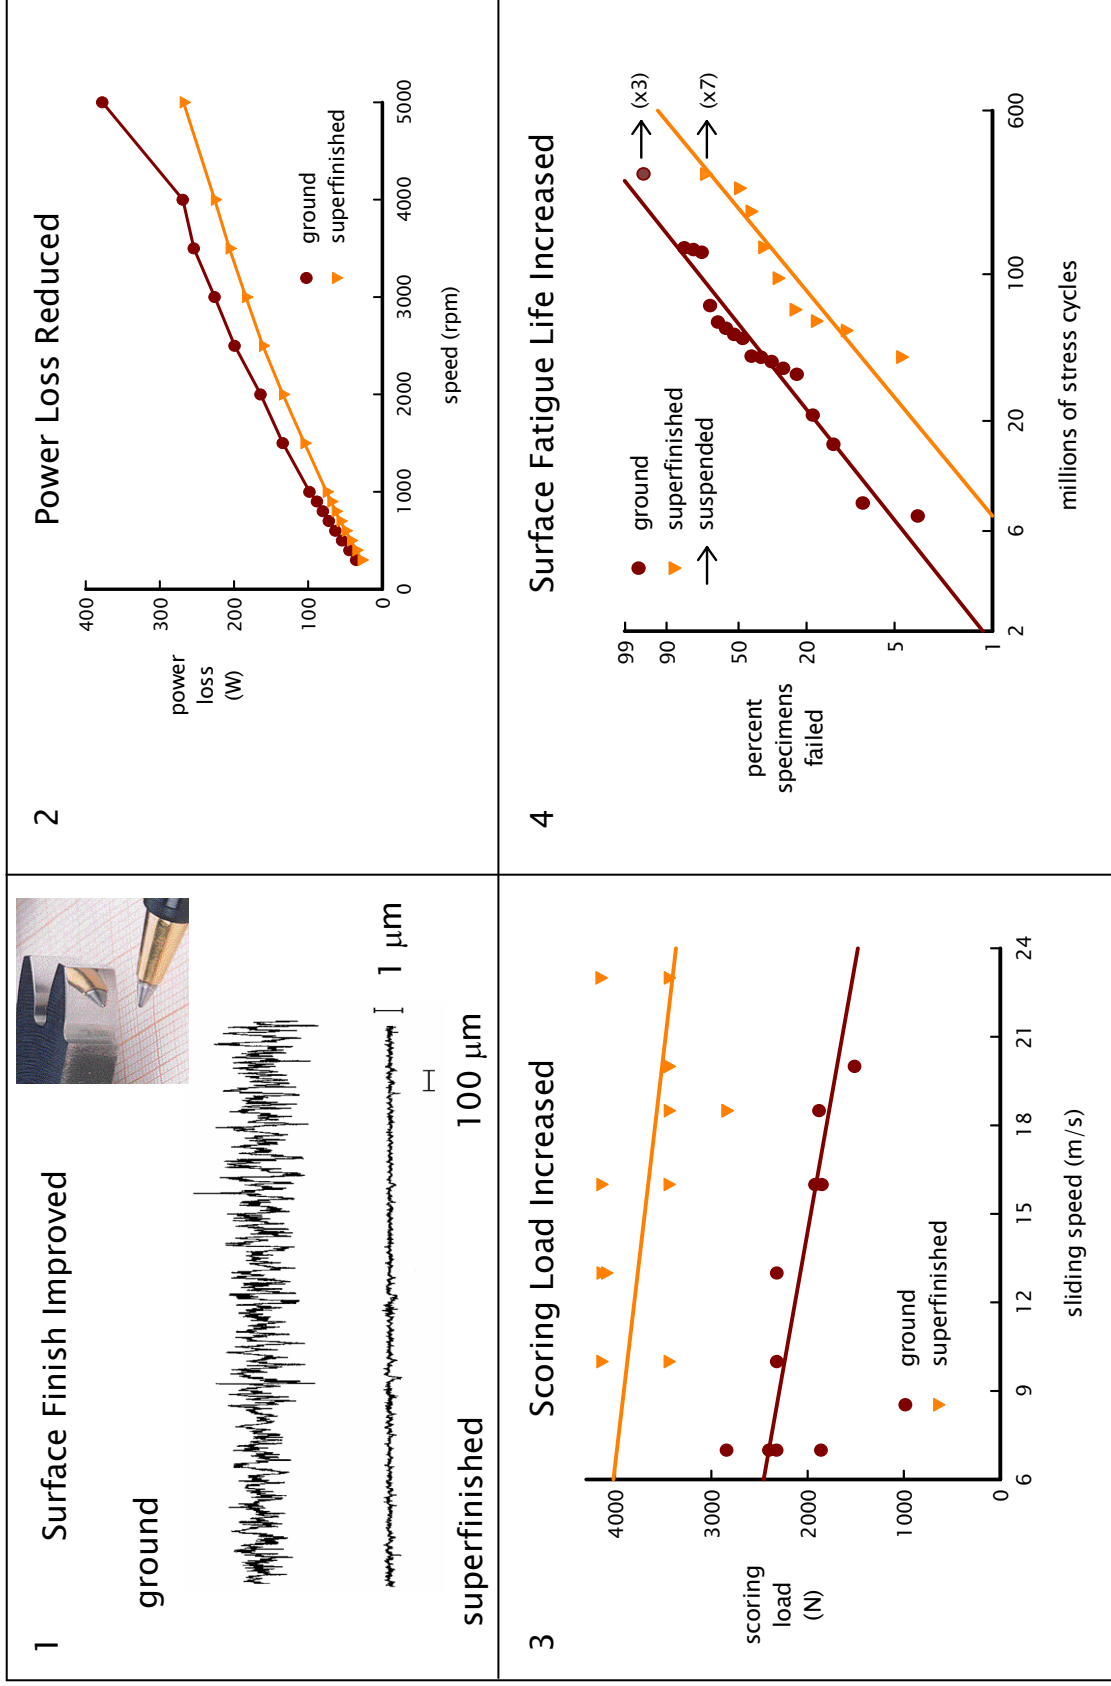 1
Surface Finish Improved
ground
superfinished
100 µm
1 µm
2
Power Loss Reduced
power
loss
(W)
400
300
200
100
0
0
1000
2000
3000
4000
5000
speed (rpm)
ground
superfinished
3
Scoring Load Increased
scoring
load
(N)
4000
3000
2000
1000
0
6
9
12
15
18
21
24
sliding speed (m/s)
ground
superfinished
4
Surface Fatigue Life Increased
percent
specimens
failed
99
90
50
20
5
1
2
6
20
100
600
millions of stress cycles
ground
superfinished
suspended
(x3)
(x7)